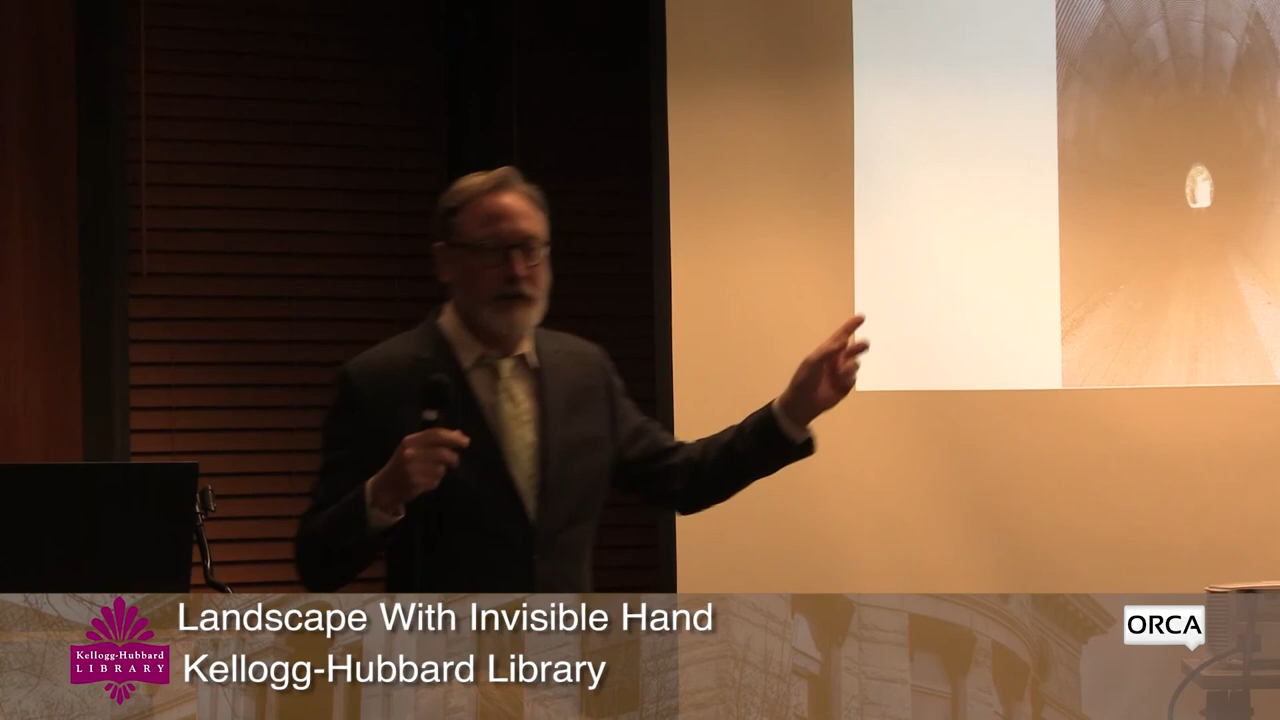 Landscape With Invisible Hand
Kellogg-Hubbard
LIBRARY
Kellogg-Hubbard Library
ORCA